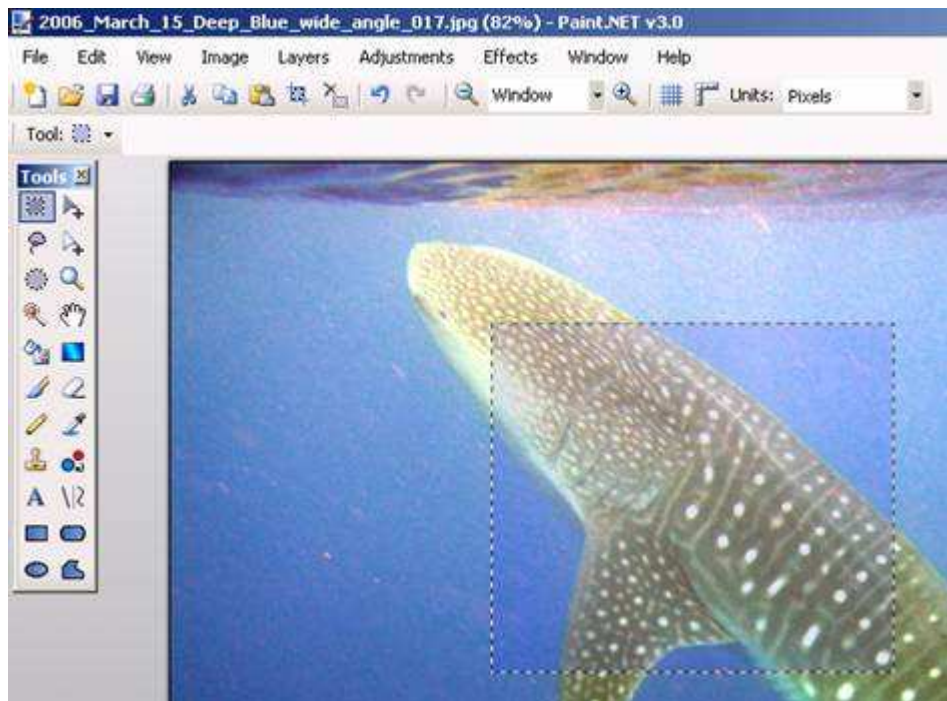 2006_March_15_Deep_Blue_wide_angle_017.jpg (82%) - Paint.NET v3.0
File Edit View Image Layers Adjustments Effects Window Help
Window Units: Pixels
Tool:
Tools
A